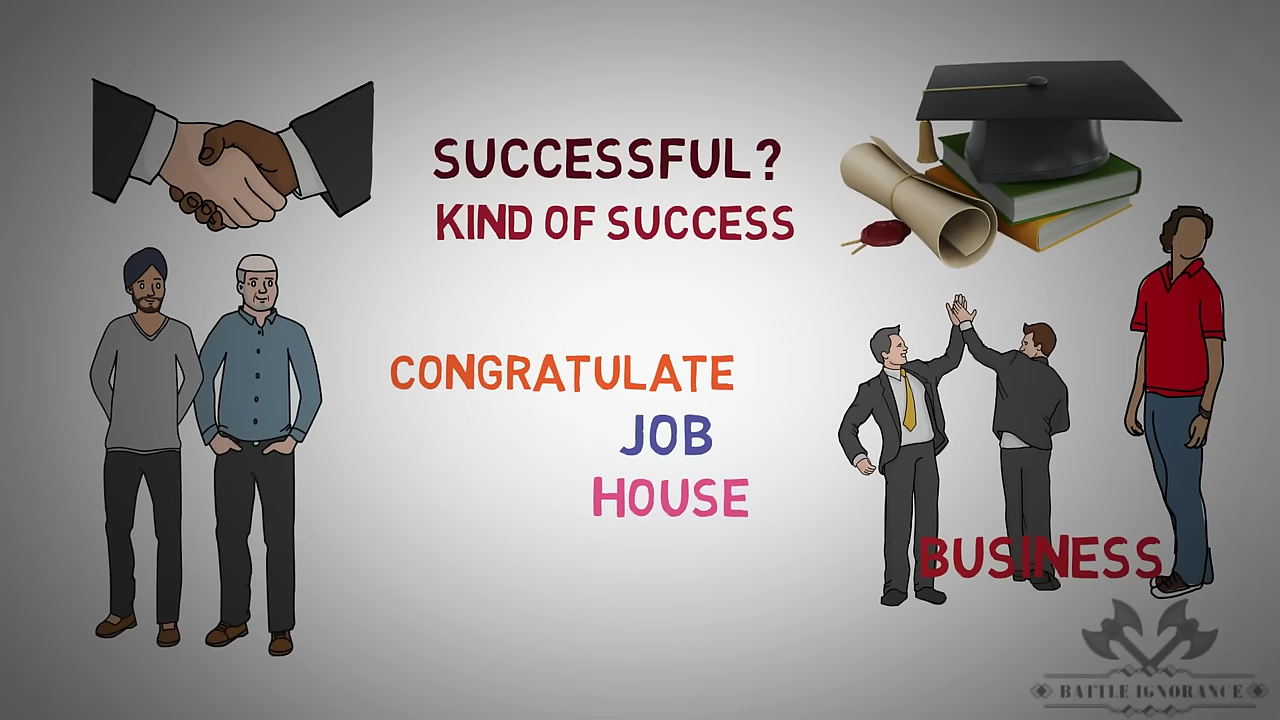 SUCCESSFUL?
KIND OF SUCCESS
CONGRATULATE
JOB
HOUSE
BUSINESS
BATTLE IGNORANCE